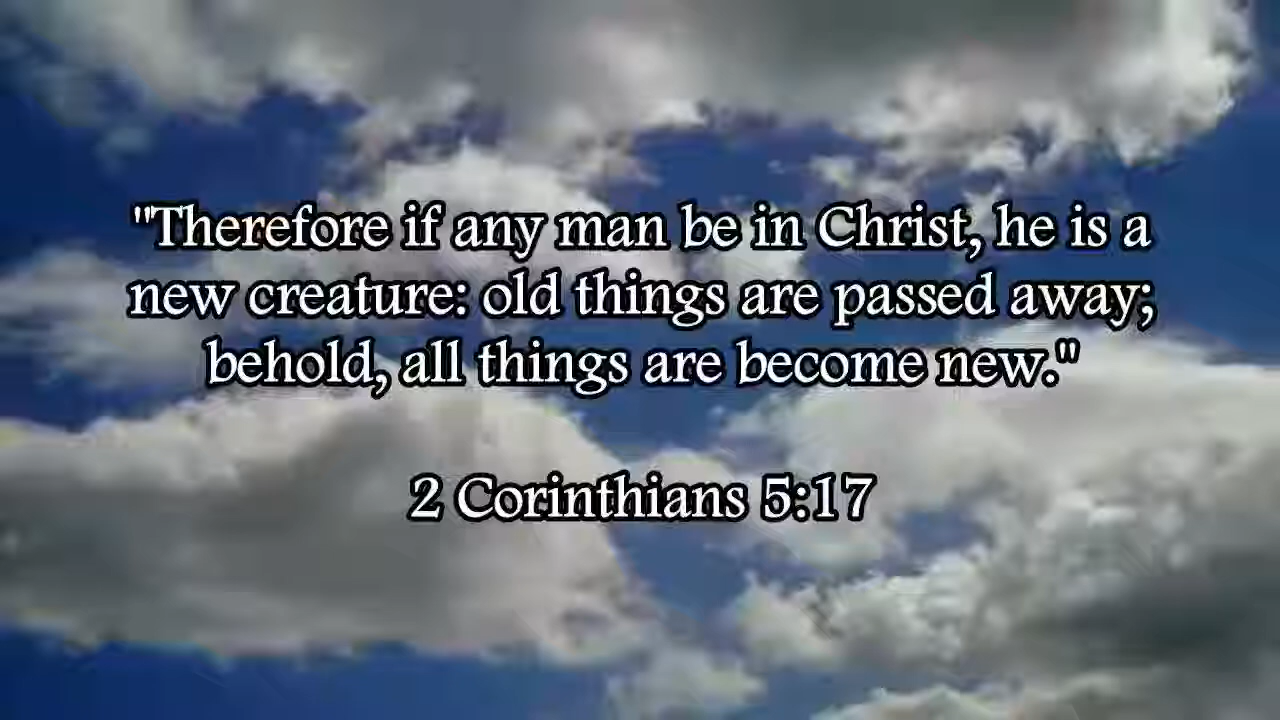 "Therefore if any man be in Christ, he is a
new creature: old things are passed away;
behold, all things are become new."
2 Corinthians 5:17